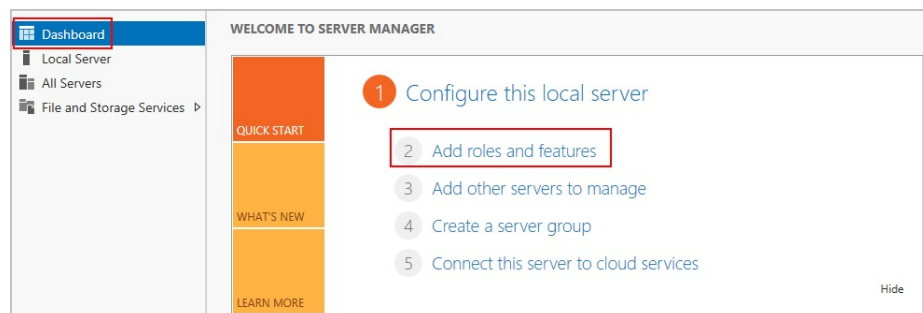 Dashboard
Local Server
All Servers
File and Storage Services
WELCOME TO SERVER MANAGER
QUICK START
WHAT'S NEW
LEARN MORE
1 Configure this local server
2 Add roles and features
3 Add other servers to manage
4 Create a server group
5 Connect this server to cloud services
Hide